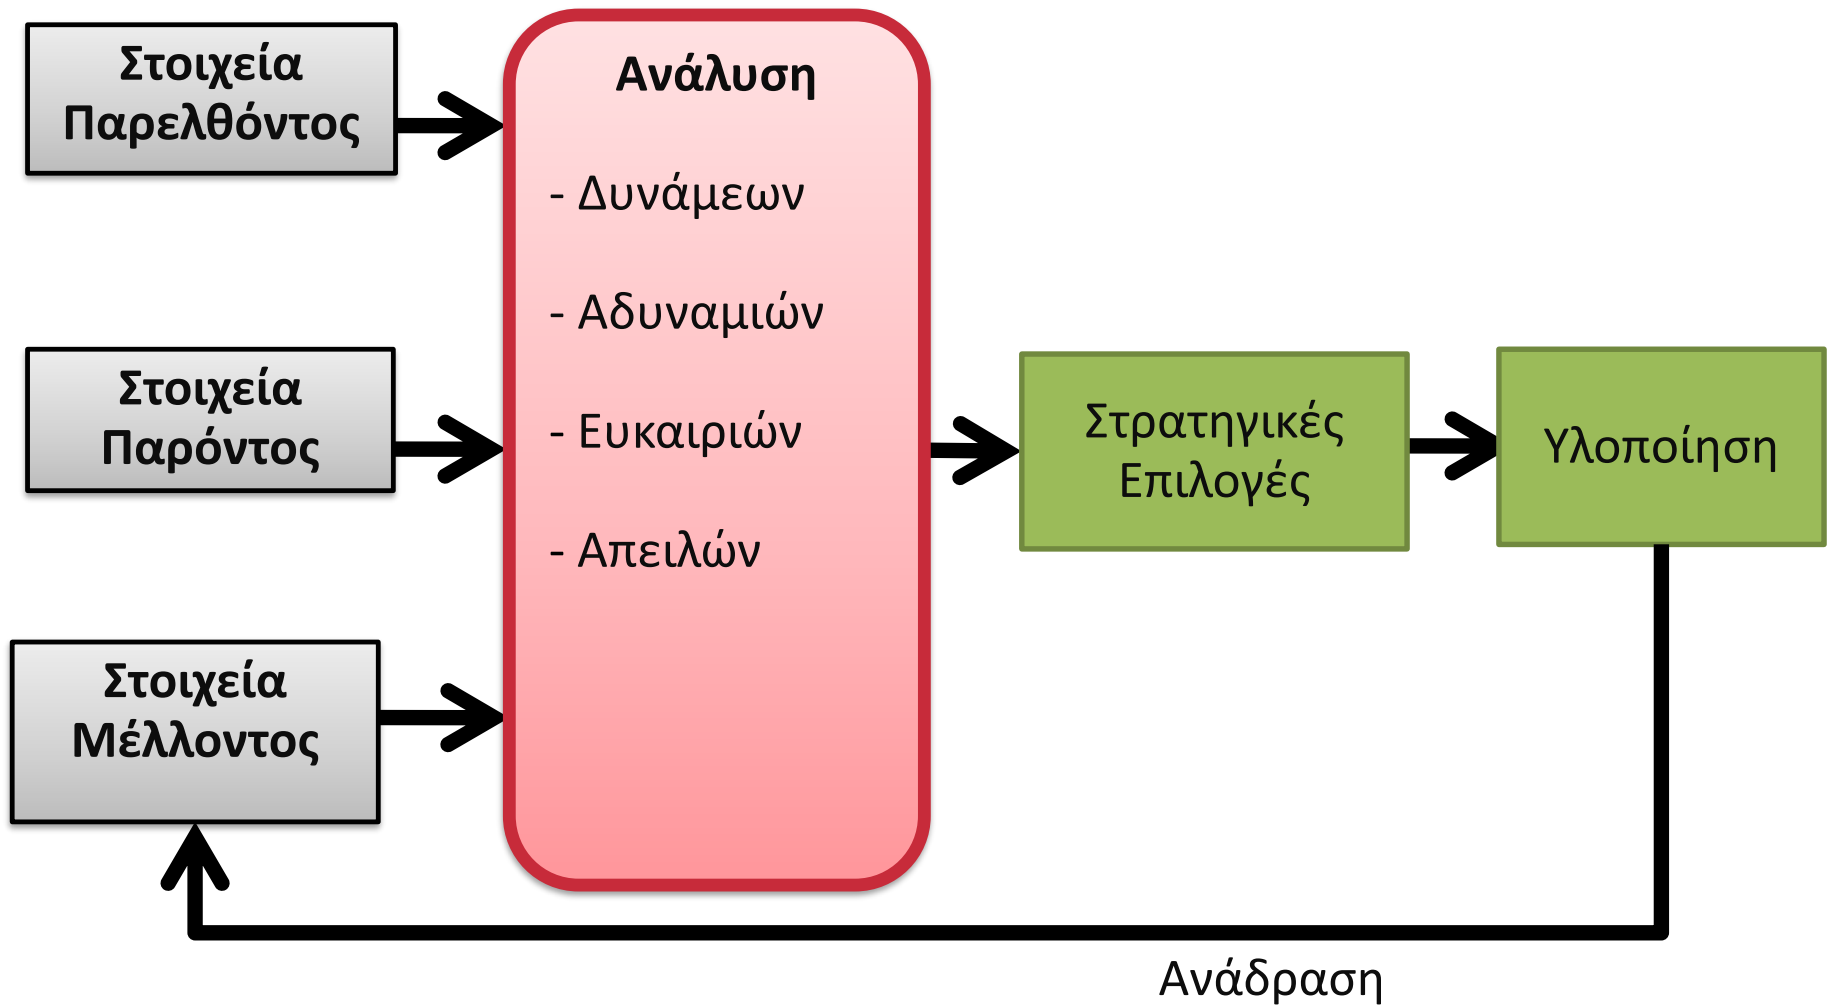 Στοιχεία
Παρελθόντος
Στοιχεία
Παρόντος
Στοιχεία
Μέλλοντος
Ανάλυση
- Δυνάμεων
- Αδυναμιών
- Ευκαιριών
- Απειλών
Στρατηγικές
Επιλογές
Υλοποίηση
Ανάδραση